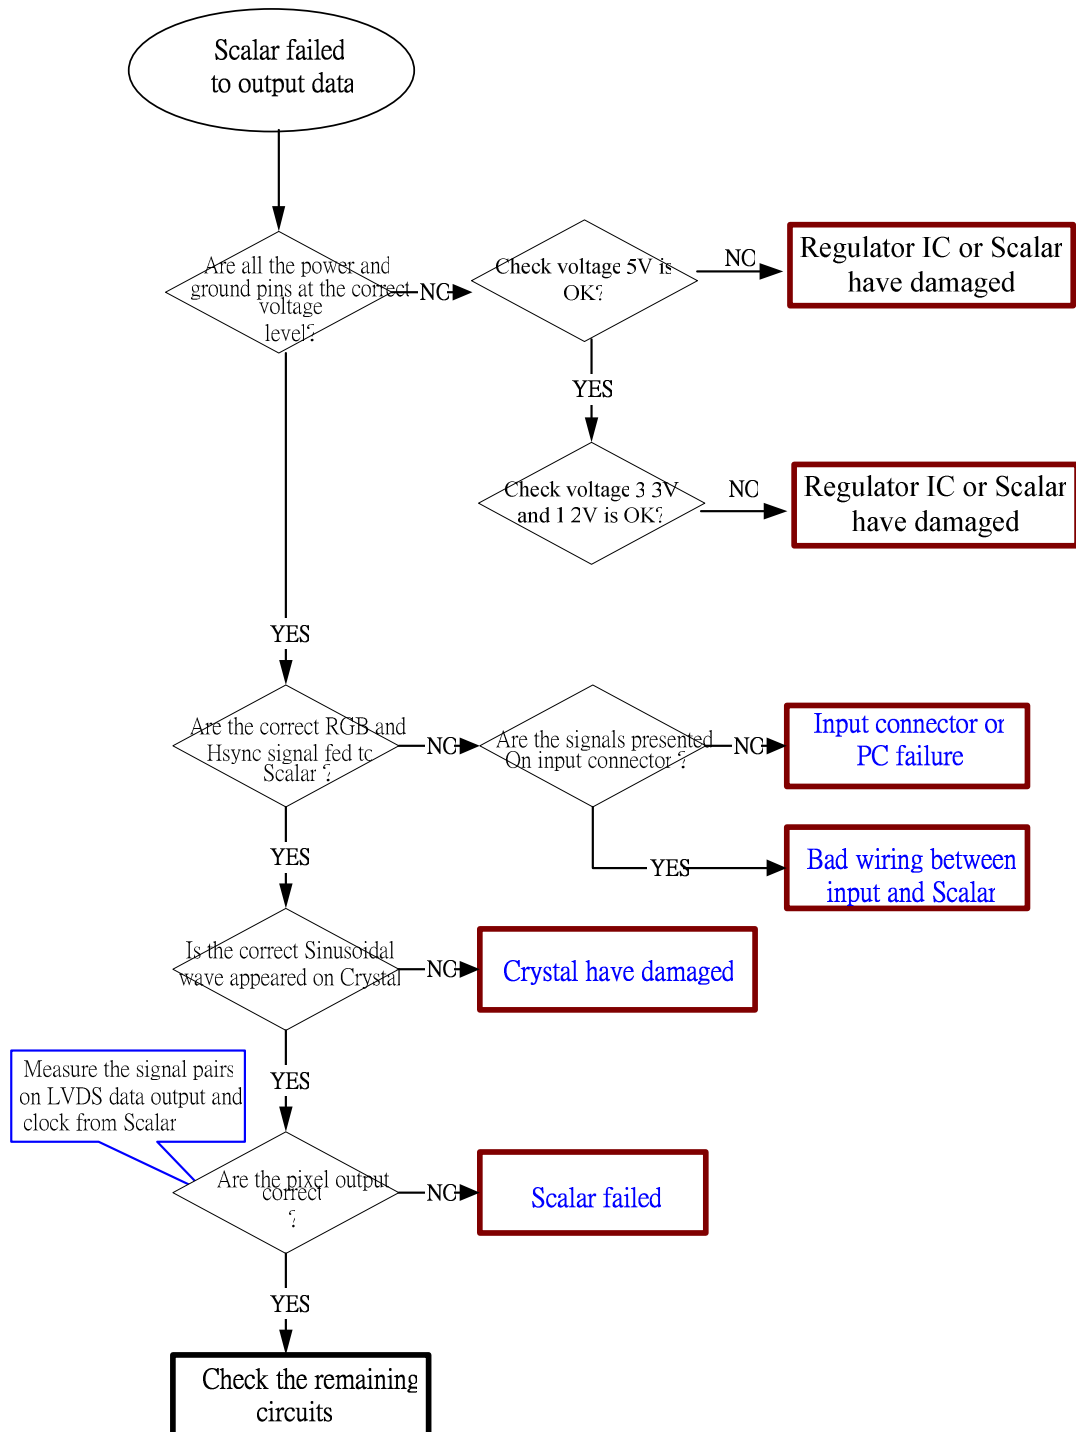 Scalar failed
to output data
Are all the power and
ground pins at the correct
voltage
level?
NO
Check voltage 5V is
OK?
NO
Regulator IC or Scalar
have damaged
YES
Check voltage 3 3V
and 1 2V is OK?
NO
Regulator IC or Scalar
have damaged
YES
Are the correct RGB and
Hsync signal fed to
Scalar ?
NO
Are the signals presented
On input connector ?
NO
Input connector or
PC failure
YES
Bad wiring between
input and Scalar
YES
Is the correct Sinusoidal
wave appeared on Crystal
NO
Crystal have damaged
YES
Measure the signal pairs
on LVDS data output and
clock from Scalar
Are the pixel output
correct
?
NO
Scalar failed
YES
Check the remaining
circuits